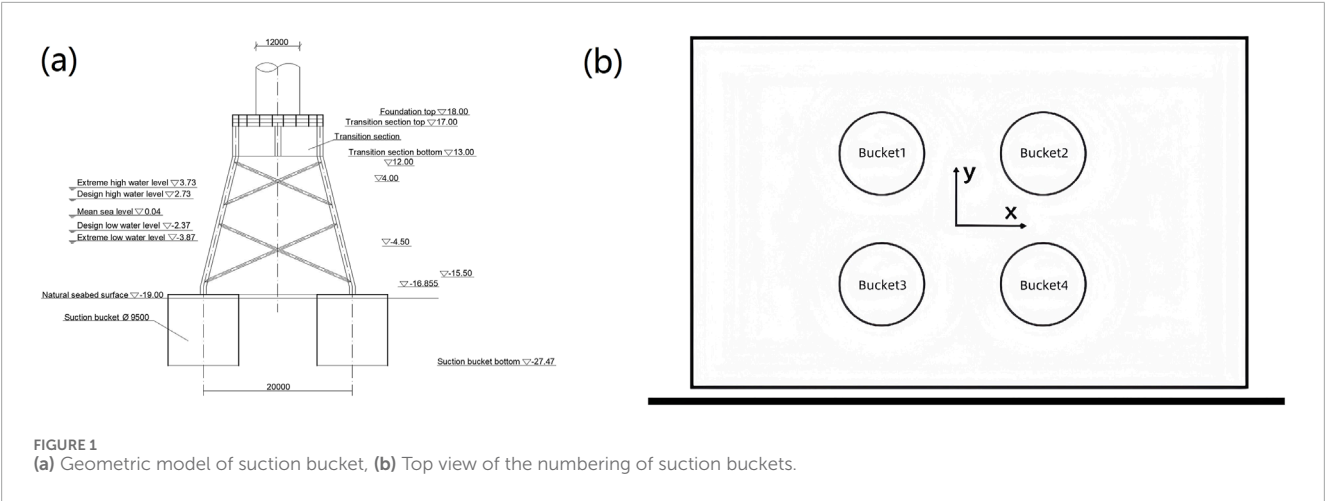 (a)
12000
Foundation top ▽18.00
Transition section top ▽17.00
Transition section
Transition section bottom ▽13.00
▽12.00
▽4.00
Extreme high water level ▽3.73
Design high water level ▽2.73
Mean sea level ▽0.04
Design low water level ▽-2.37
Extreme low water level ▽-3.87
▽-4.50
▽-15.50
▽-16.855
Natural seabed surface ▽-19.00
Suction bucket Ø 9500
Suction bucket bottom ▽-27.47
20000
(b)
Bucket1
Bucket2
y
x
Bucket3
Bucket4
FIGURE 1
(a) Geometric model of suction bucket, (b) Top view of the numbering of suction buckets.